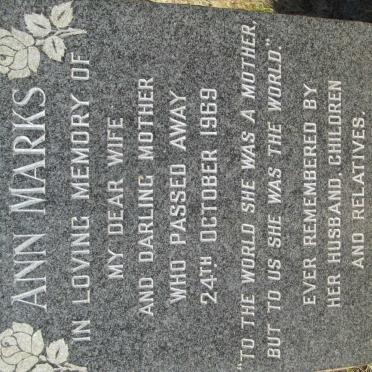 ANN MARKS
IN LOVING MEMORY OF
MY DEAR WIFE
AND DARLING MOTHER
WHO PASSED AWAY
24TH OCTOBER 1969
"TO THE WORLD SHE WAS A MOTHER,
BUT TO US SHE WAS THE WORLD."
EVER REMEMBERED BY
HER HUSBAND, CHILDREN
AND RELATIVES.